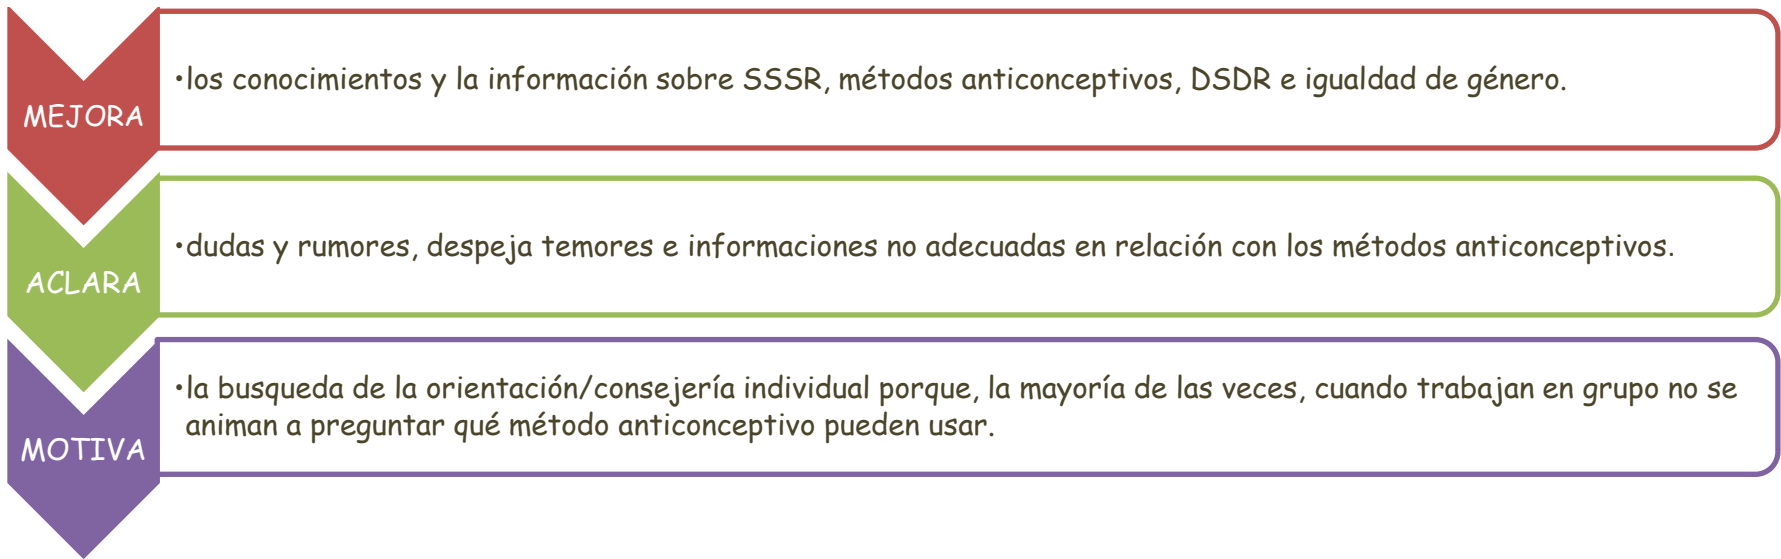 MEJORA
•los conocimientos y la información sobre SSSR, métodos anticonceptivos, DSDR e igualdad de género.
ACLARA
•dudas y rumores, despeja temores e informaciones no adecuadas en relación con los métodos anticonceptivos.
MOTIVA
•la busqueda de la orientación/consejería individual porque, la mayoría de las veces, cuando trabajan en grupo no se
animan a preguntar qué método anticonceptivo pueden usar.